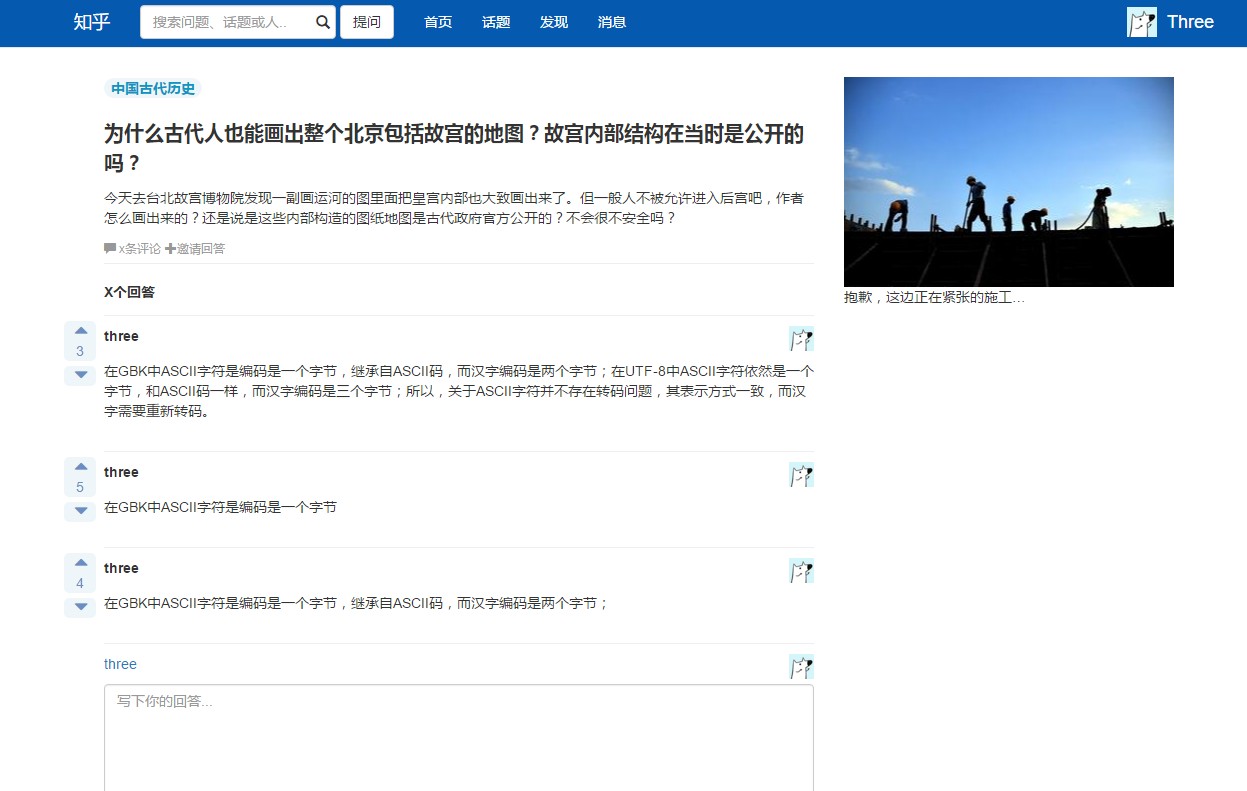 知乎 搜索问题、话题或人.. 提问 首页 话题 发现 消息 Three
中国古代历史
为什么古代人也能画出整个北京包括故宫的地图？故宫内部结构在当时是公开的
吗？
今天去台北故宫博物院发现一副画运河的图里面把皇宫内部也大致画出来了。但一般人不被允许进入后宫吧，作者
怎么画出来的？还是说是这些内部构造的图纸地图是古代政府官方公开的？不会很不安全吗？
x条评论 邀请回答
X个回答
three
3
在GBK中ASCII字符是编码是一个字节，继承自ASCII码，而汉字编码是两个字节；在UTF-8中ASCII字符依然是一个
字节，和ASCII码一样，而汉字编码是三个字节；所以，关于ASCII字符并不存在转码问题，其表示方式一致，而汉
字需要重新转码。
three
5
在GBK中ASCII字符是编码是一个字节
three
4
在GBK中ASCII字符是编码是一个字节，继承自ASCII码，而汉字编码是两个字节；
three
写下你的回答...
抱歉，这边正在紧张的施工...